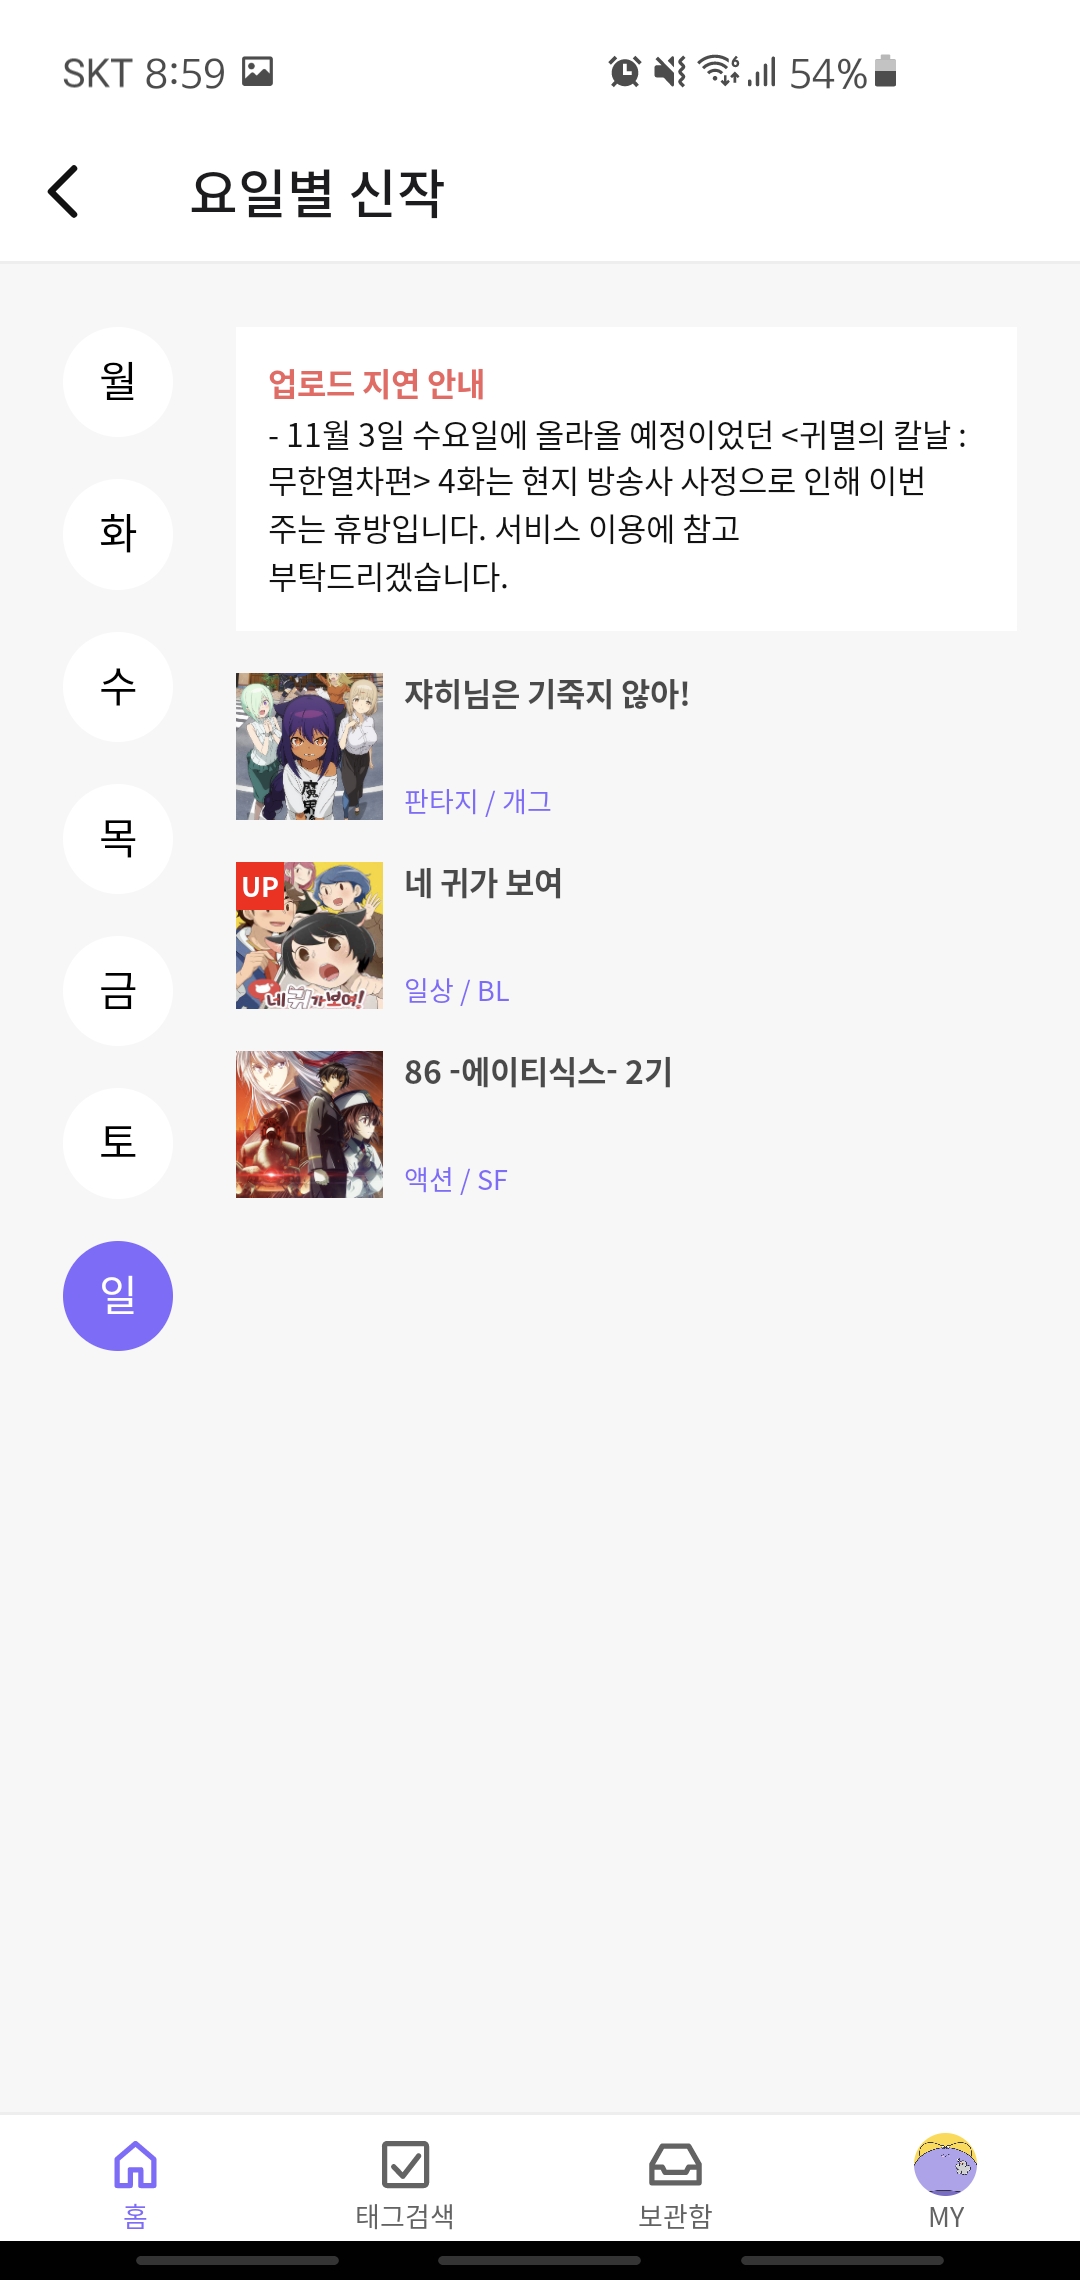 SKT 8:59
54%
요일별 신작
월
화
수
목
금
토
일
업로드 지연 안내
- 11월 3일 수요일에 올라올 예정이었던 <귀멸의 칼날 :
무한열차편> 4화는 현지 방송사 사정으로 인해 이번
주는 휴방입니다. 서비스 이용에 참고
부탁드리겠습니다.
쟈히님은 기죽지 않아!
판타지 / 개그
UP
네 귀가 보여!
네 귀가 보여
일상 / BL
86 -에이티식스- 2기
액션 / SF
홈
태그검색
보관함
MY